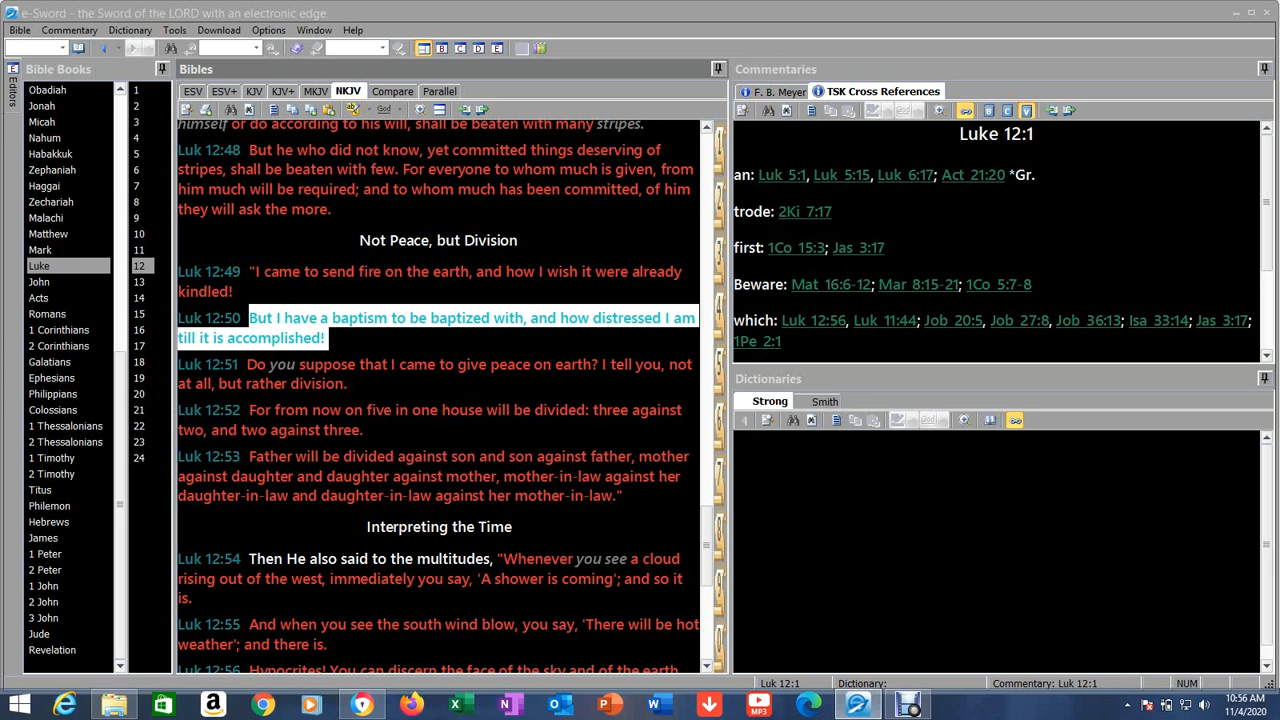 e-Sword - the Sword of the LORD with an electronic edge
Bible Commentary Dictionary Tools Download Options Window Help
B C D E
Editors
Bible Books
Obadiah
Jonah
Micah
Nahum
Habakkuk
Zephaniah
Haggai
Zechariah
Malachi
Matthew
Mark
Luke
John
Acts
Romans
1 Corinthians
2 Corinthians
Galatians
Ephesians
Philippians
Colossians
1 Thessalonians
2 Thessalonians
1 Timothy
2 Timothy
Titus
Philemon
Hebrews
James
1 Peter
2 Peter
1 John
2 John
3 John
Jude
Revelation
1
2
3
4
5
6
7
8
9
10
11
12
13
14
15
16
17
18
19
20
21
22
23
24
Bibles
ESV ESV+ KJV KJV+ MKJV NKJV Compare Parallel
God
himself or do according to his will, shall be beaten with many stripes.
Luk 12:48 But he who did not know, yet committed things deserving of
stripes, shall be beaten with few. For everyone to whom much is given, from
him much will be required; and to whom much has been committed, of him
they will ask the more.
Not Peace, but Division
Luk 12:49 "I came to send fire on the earth, and how I wish it were already
kindled!
Luk 12:50 But I have a baptism to be baptized with, and how distressed I am
till it is accomplished!
Luk 12:51 Do you suppose that I came to give peace on earth? I tell you, not
at all, but rather division.
Luk 12:52 For from now on five in one house will be divided: three against
two, and two against three.
Luk 12:53 Father will be divided against son and son against father, mother
against daughter and daughter against mother, mother-in-law against her
daughter-in-law and daughter-in-law against her mother-in-law."
Interpreting the Time
Luk 12:54 Then He also said to the multitudes, "Whenever you see a cloud
rising out of the west, immediately you say, 'A shower is coming'; and so it
is.
Luk 12:55 And when you see the south wind blow, you say, 'There will be hot
weather'; and there is.
Luk 12:56 Hypocrites! You can discern the face of the sky and of the earth,
Commentaries
F. B. Meyer TSK Cross References
God B C V
Luke 12:1
an: Luk 5:1, Luk 5:15, Luk 6:17; Act 21:20 *Gr.
trode: 2Ki 7:17
first: 1Co 15:3; Jas 3:17
Beware: Mat 16:6-12; Mar 8:15-21; 1Co 5:7-8
which: Luk 12:56, Luk 11:44; Job 20:5, Job 27:8, Job 36:13; Isa 33:14; Jas 3:17;
1Pe 2:1
Dictionaries
Strong Smith
God
Luk 12:1 Dictionary: Commentary: Luk 12:1 NUM
MP3
10:56 AM
11/4/2020